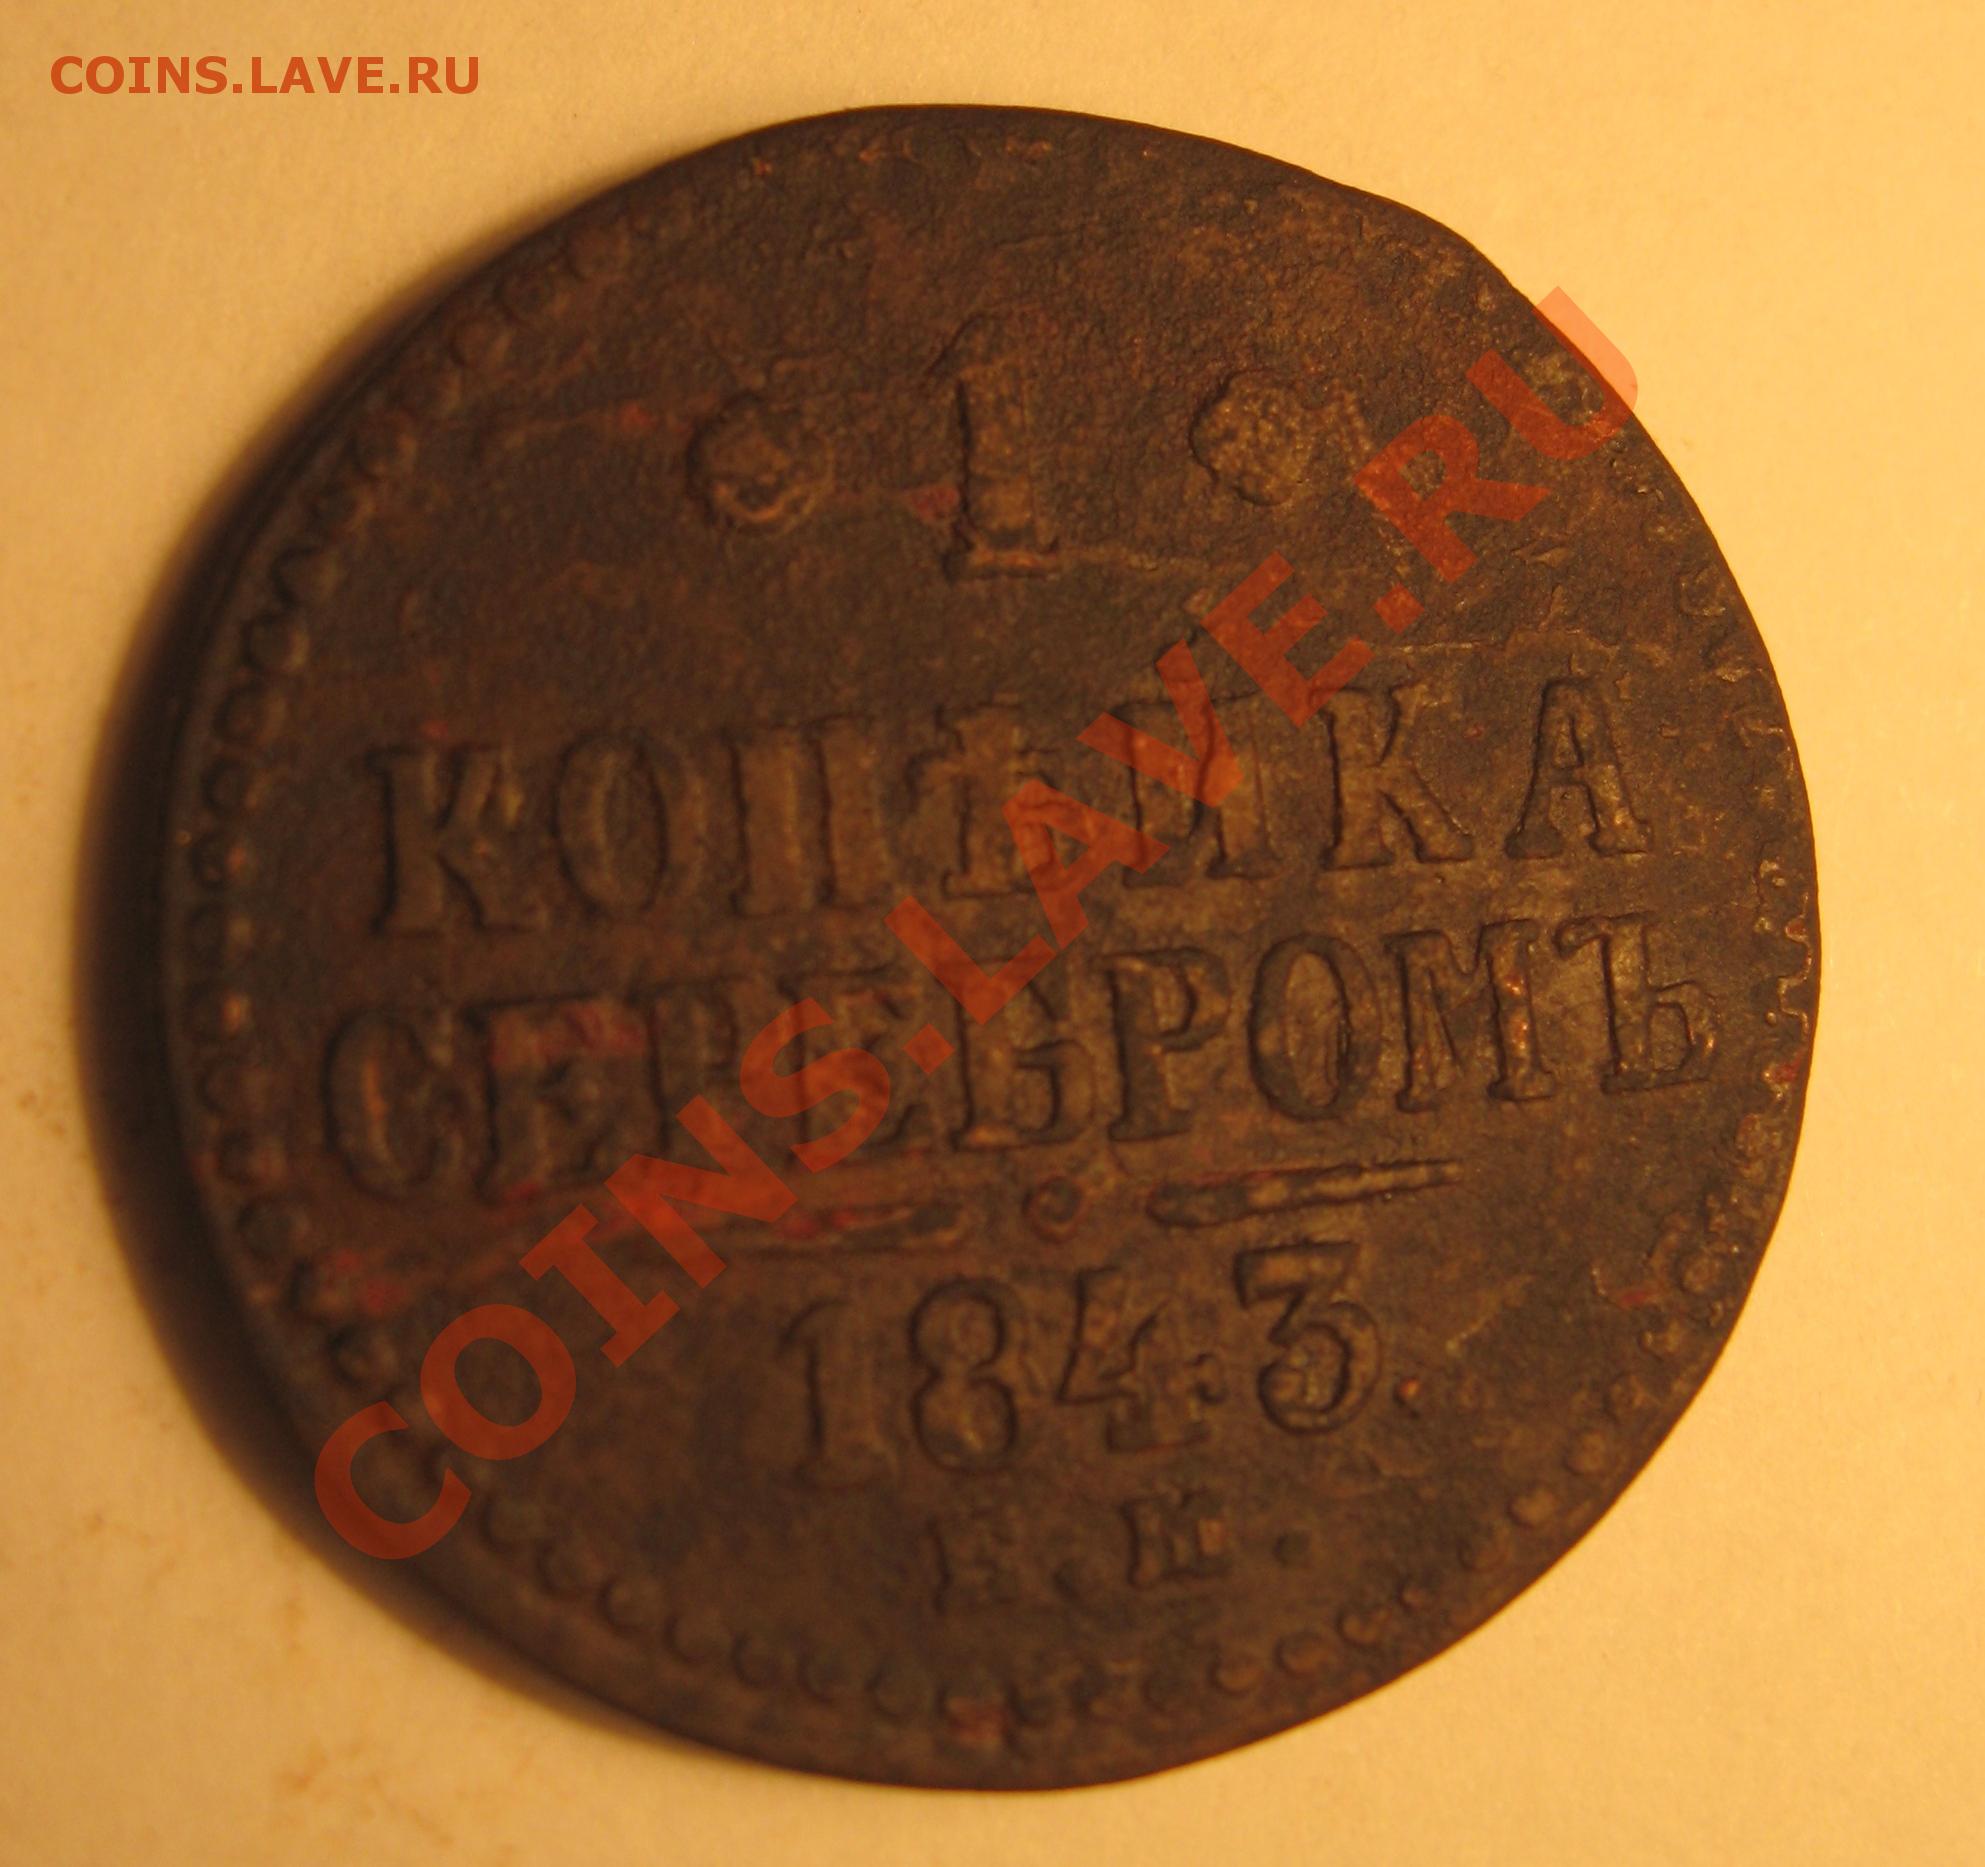 COINS.LAVE.RU
1
КОПѢЙКА
СЕРЕБРОМЪ
1843.
Е.М.
COINS.LAVE.RU